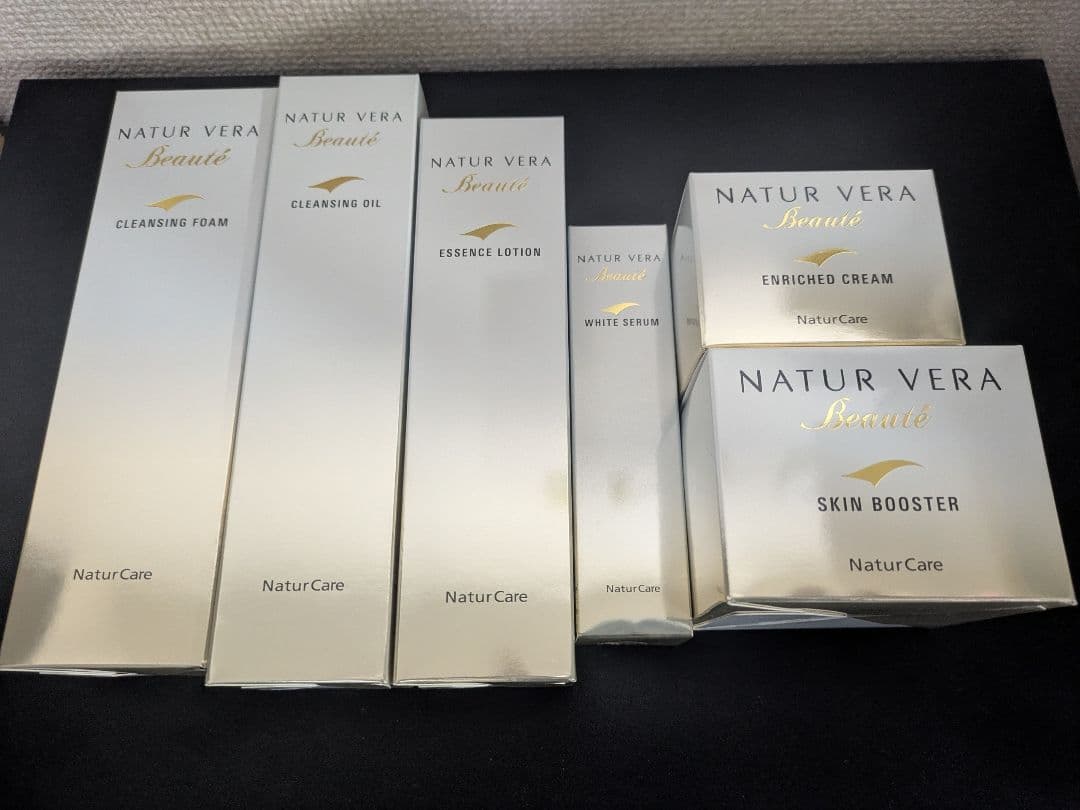 NATUR VERA
Beauté
CLEANSING FOAM
NaturCare
NATUR VERA
Beauté
CLEANSING OIL
NaturCare
NATUR VERA
Beauté
ESSENCE LOTION
NaturCare
NATUR VERA
Beauté
WHITE SERUM
NaturCare
NATUR VERA
Beauté
ENRICHED CREAM
NaturCare
NATUR VERA
Beauté
SKIN BOOSTER
NaturCare